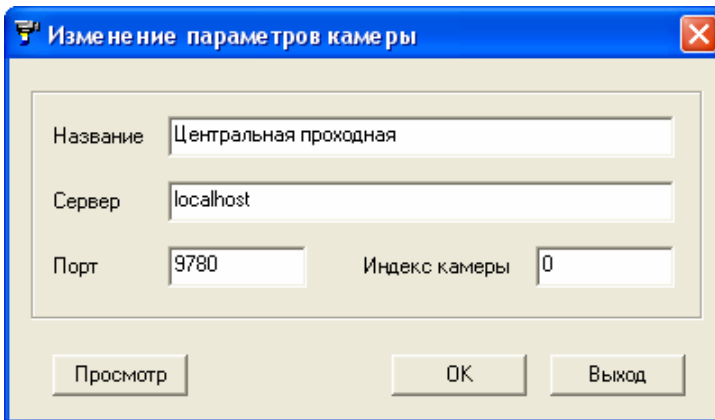 Изменение параметров камеры
Название Центральная проходная
Сервер localhost
Порт 9780 Индекс камеры 0
Просмотр OK Выход